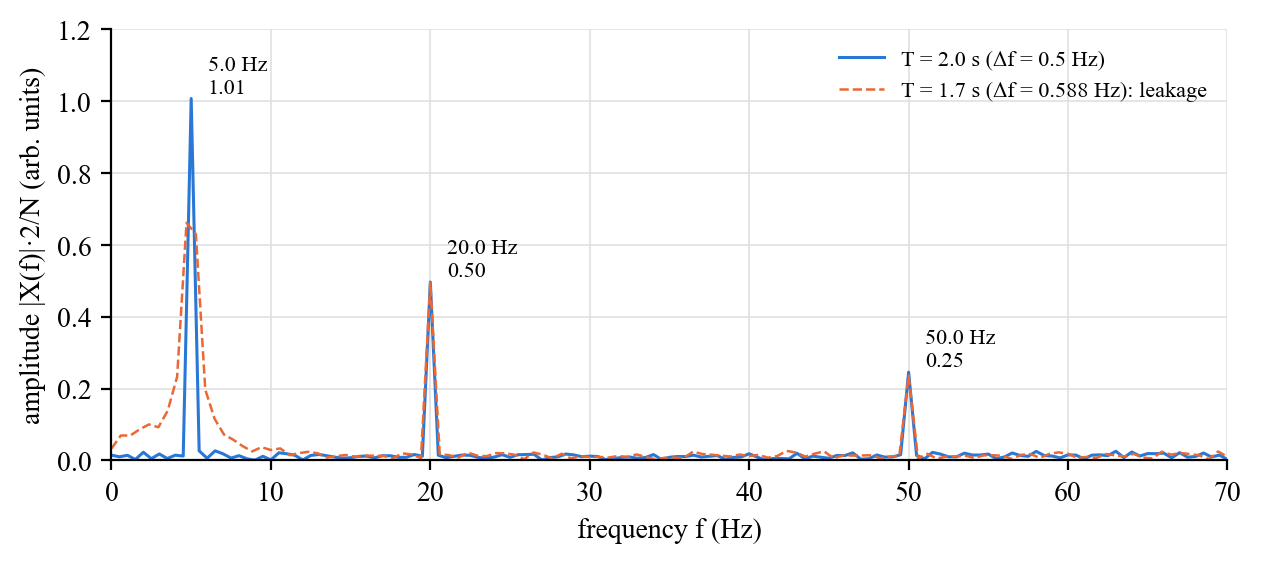 1.2
1.0
0.8
0.6
0.4
0.2
0.0
amplitude |X(f)|·2/N (arb. units)
5.0 Hz
1.01
20.0 Hz
0.50
50.0 Hz
0.25
T = 2.0 s (Δf = 0.5 Hz)
T = 1.7 s (Δf = 0.588 Hz): leakage
0
10
20
30
40
50
60
70
frequency f (Hz)